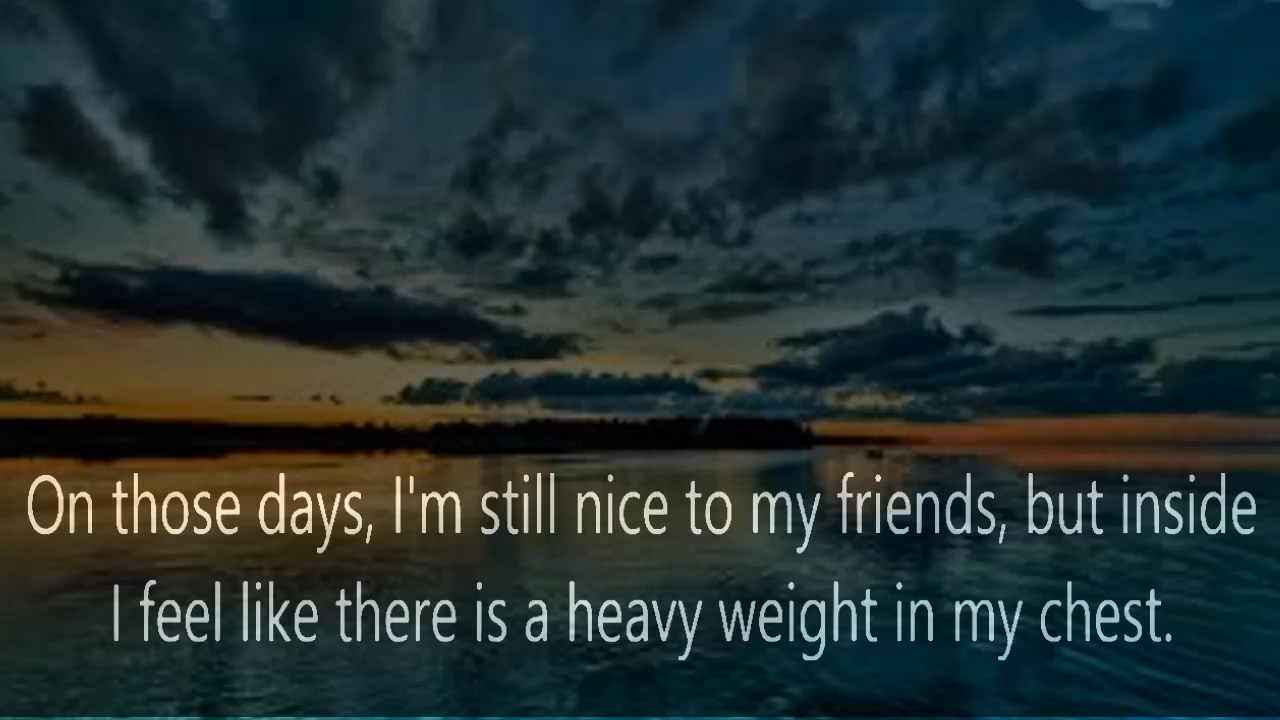 On those days, I'm still nice to my friends, but inside
I feel like there is a heavy weight in my chest.